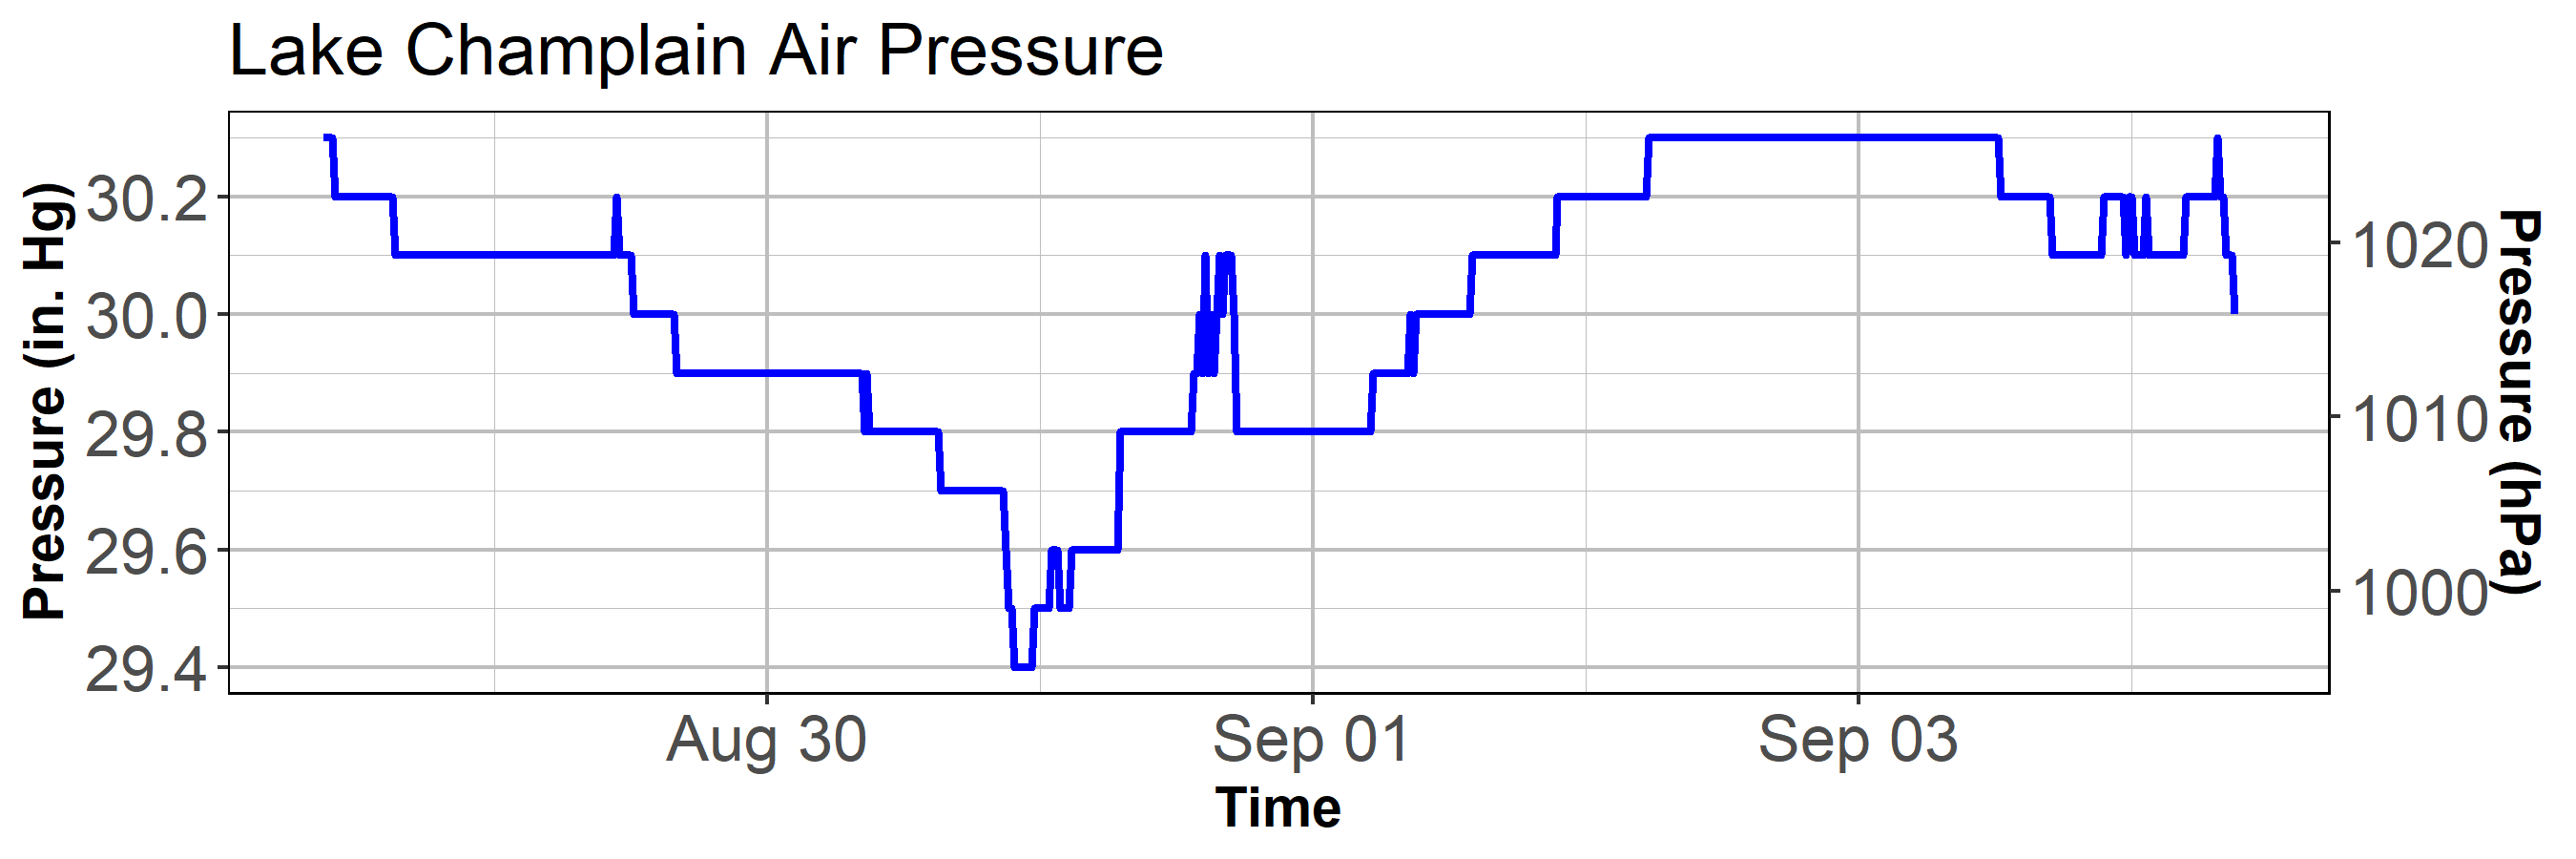 Lake Champlain Air Pressure
Pressure (in. Hg)
30.2
30.0
29.8
29.6
29.4
1020
1010
1000
Pressure (hPa)
Aug 30
Sep 01
Sep 03
Time